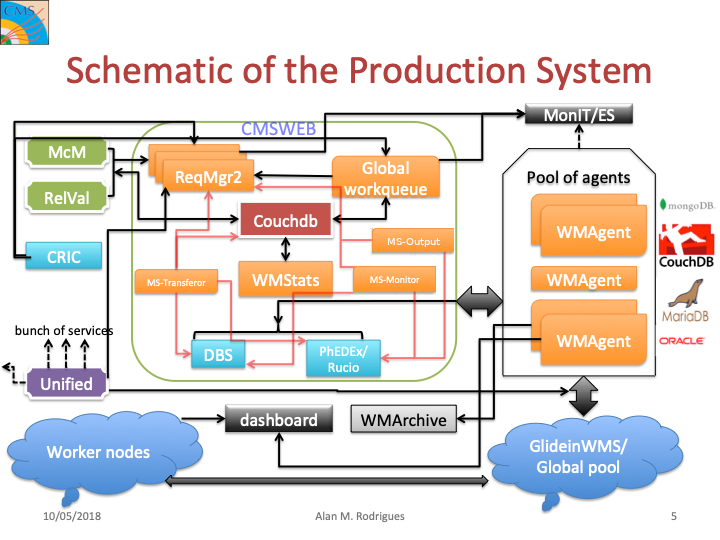 CMS
Schematic of the Production System
MonIT/ES
CMSWEB
McM
ReqMgr2
Global
workqueue
Pool of agents
RelVal
Couchdb
WMAgent
mongoDB
CouchDB
MS-Output
CRIC
MS-Transferor
WMStats
MS-Monitor
WMAgent
MariaDB
bunch of services
DBS
PhEDEx/
Rucio
WMAgent
ORACLE
Unified
dashboard
WMArchive
Worker nodes
GlideinWMS/
Global pool
10/05/2018
Alan M. Rodrigues
5